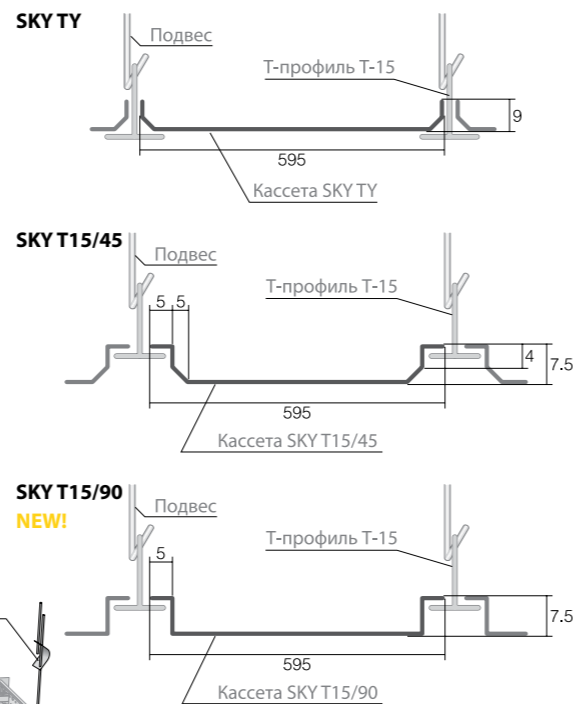 SKY TY
Подвес
Т-профиль Т-15
9
595
Кассета SKY TY
SKY T15/45
Подвес
Т-профиль Т-15
5 5
4
7.5
595
Кассета SKY T15/45
SKY T15/90
NEW!
Подвес
Т-профиль Т-15
5
7.5
595
Кассета SKY T15/90